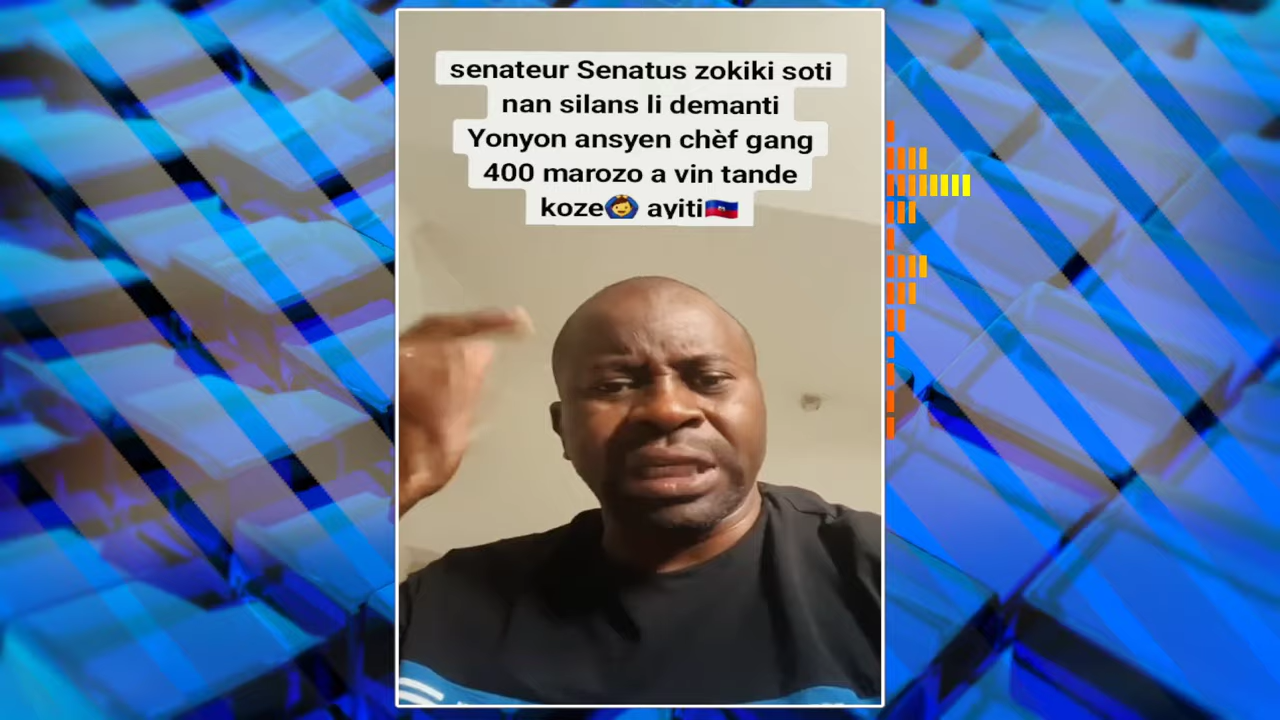 senateur Senatus zokiki soti
nan silans li demanti
Yonyon ansyen chèf gang
400 marozo a vin tande
koze🙆 ayiti🇭🇹